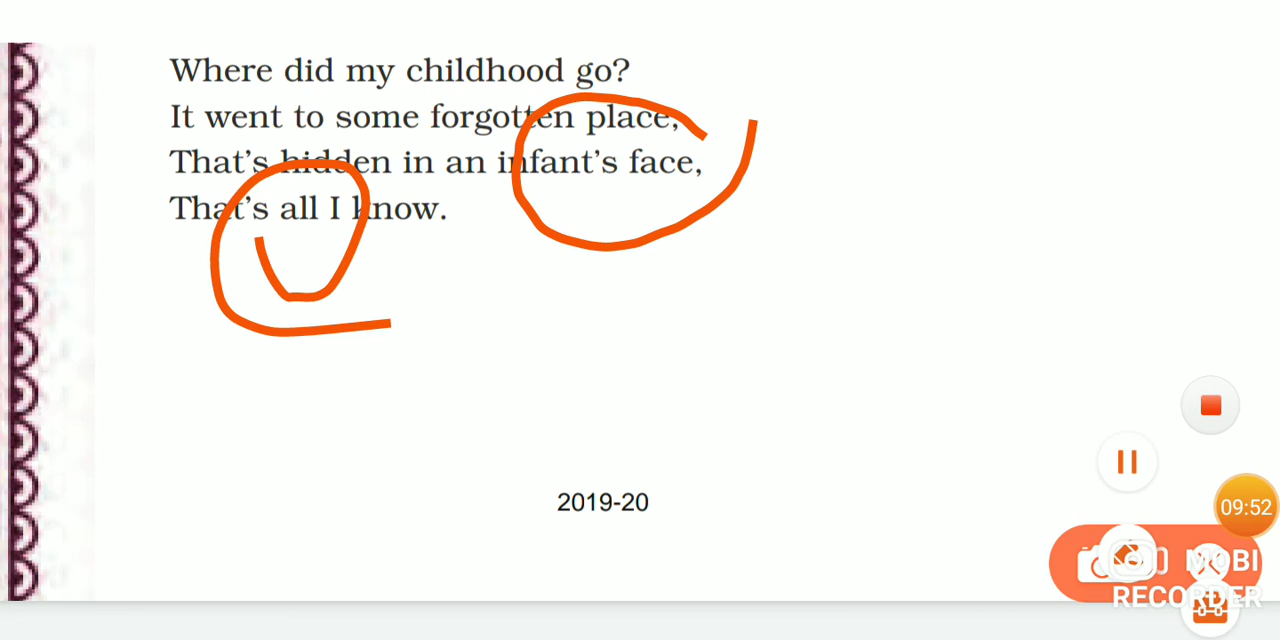 Where did my childhood go?
It went to some forgotten place,
That's hidden in an infant's face,
That's all I know.
2019-20
09:52
MOBI
RECORDER